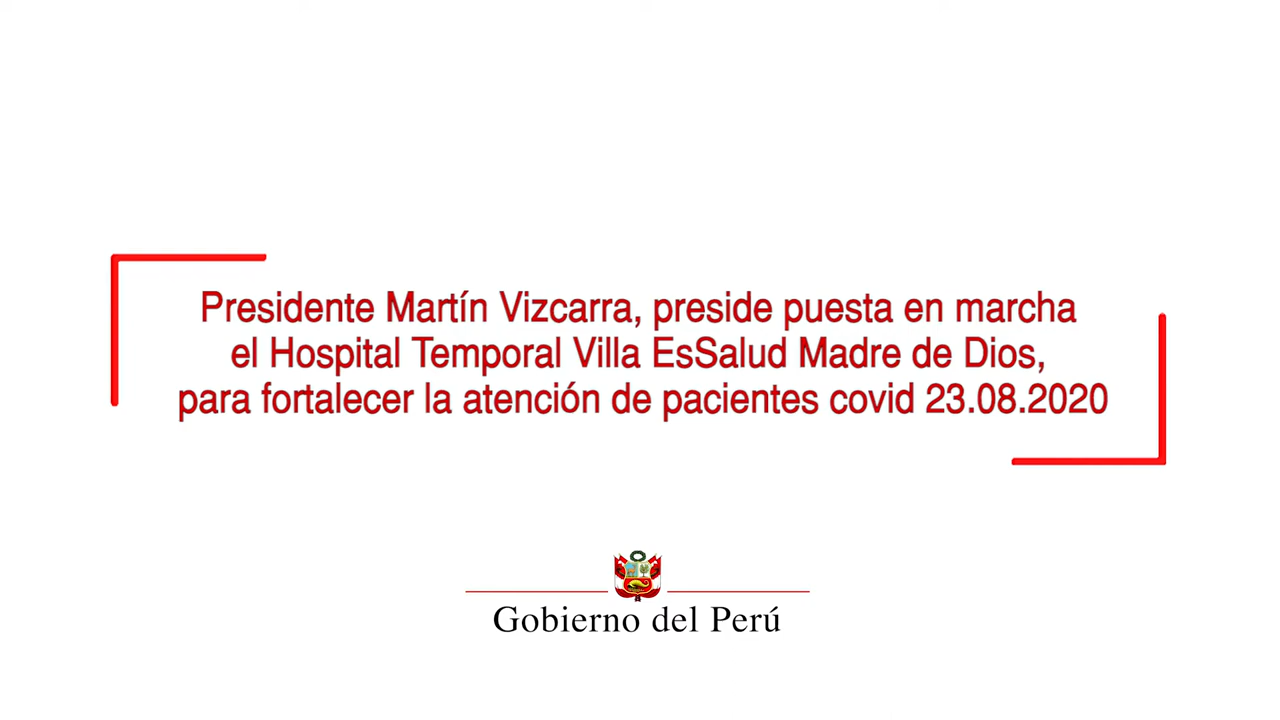 Presidente Martín Vizcarra, preside puesta en marcha
el Hospital Temporal Villa EsSalud Madre de Dios,
para fortalecer la atención de pacientes covid 23.08.2020
Gobierno del Perú